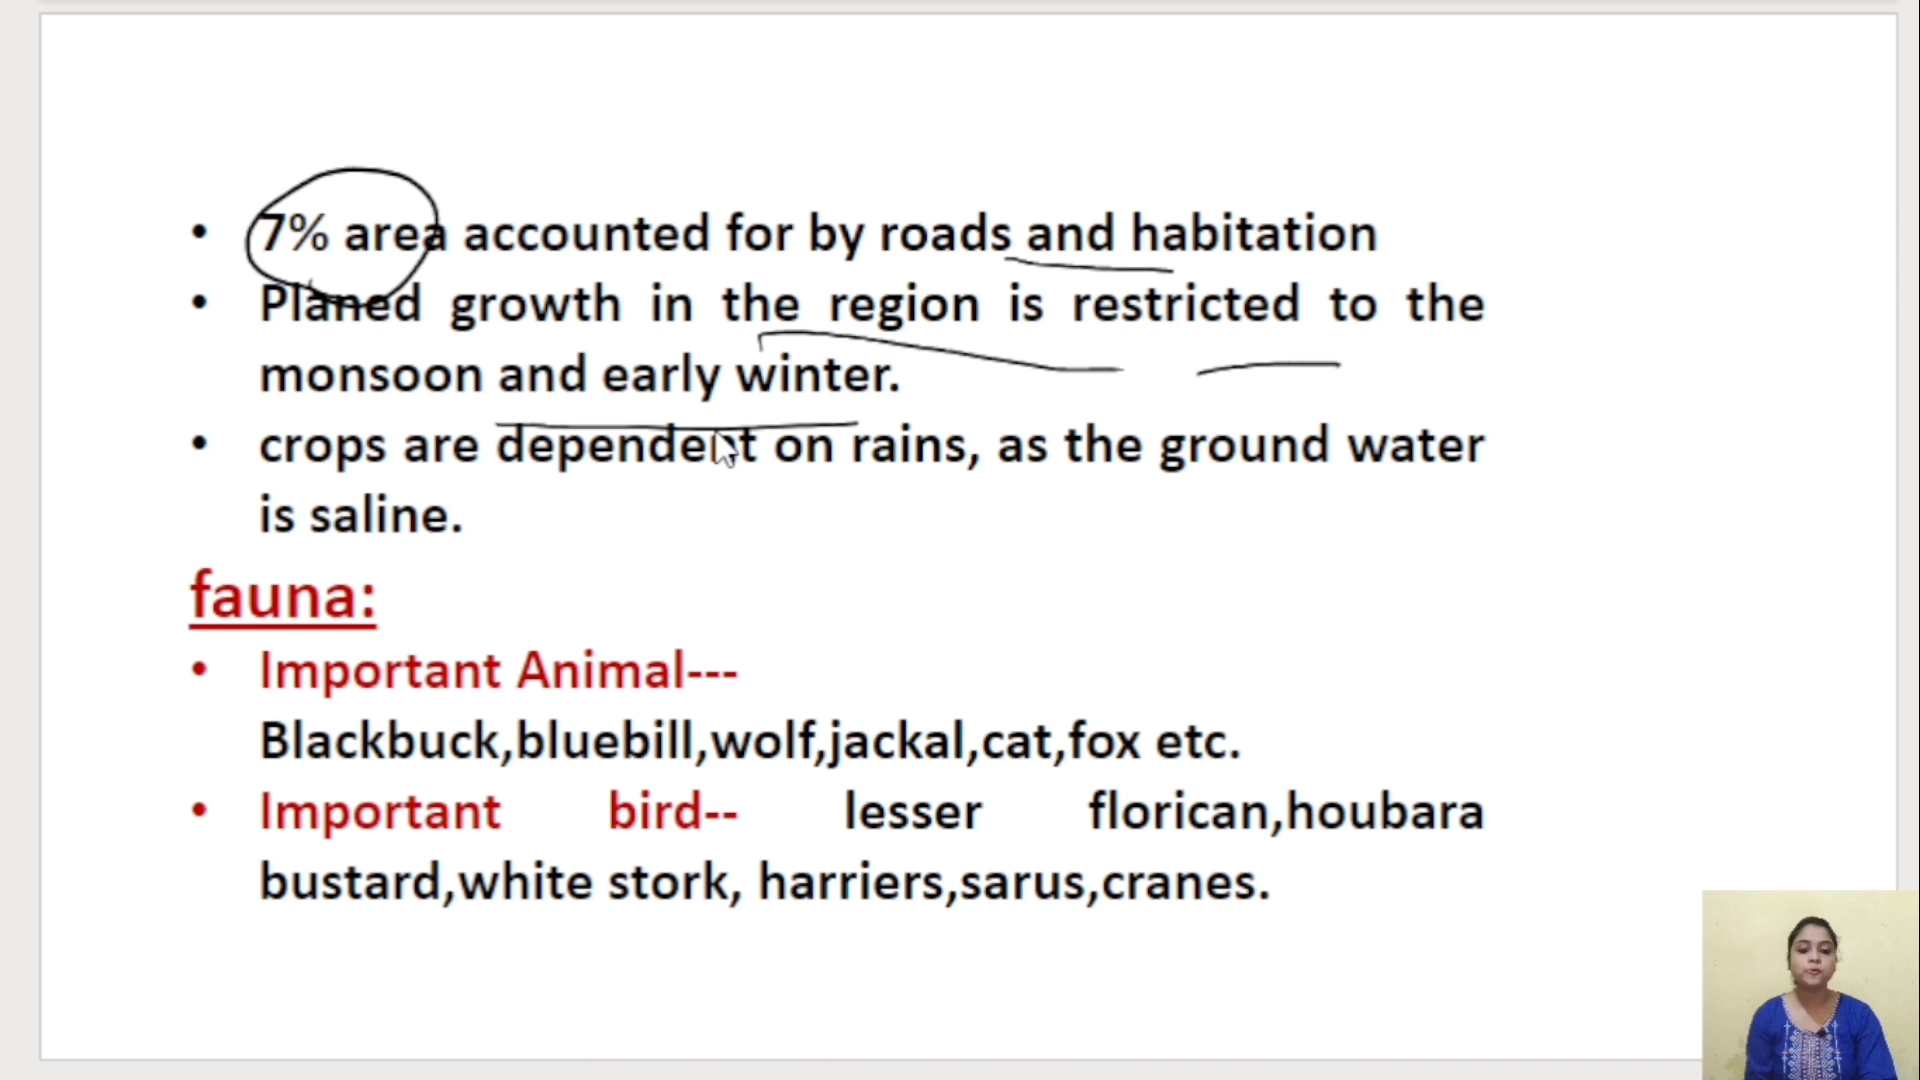 • 7% area accounted for by roads and habitation
• Planed growth in the region is restricted to the
monsoon and early winter.
• crops are dependent on rains, as the ground water
is saline.
fauna:
• Important Animal---
Blackbuck,bluebill,wolf,jackal,cat,fox etc.
• Important bird-- lesser florican,houbara
bustard,white stork, harriers,sarus,cranes.